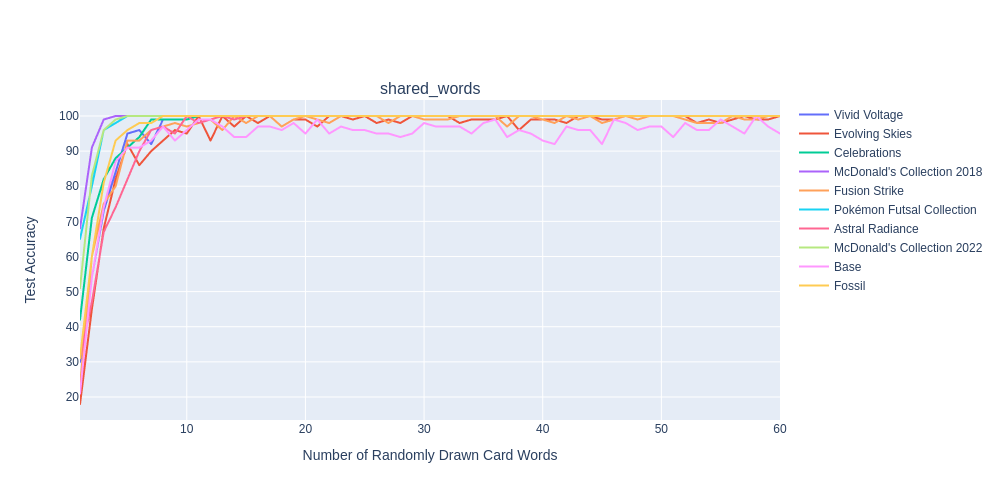 shared_words
100
90
80
70
60
50
40
30
20
Test Accuracy
10
20
30
40
50
60
Number of Randomly Drawn Card Words
Vivid Voltage
Evolving Skies
Celebrations
McDonald's Collection 2018
Fusion Strike
Pokémon Futsal Collection
Astral Radiance
McDonald's Collection 2022
Base
Fossil